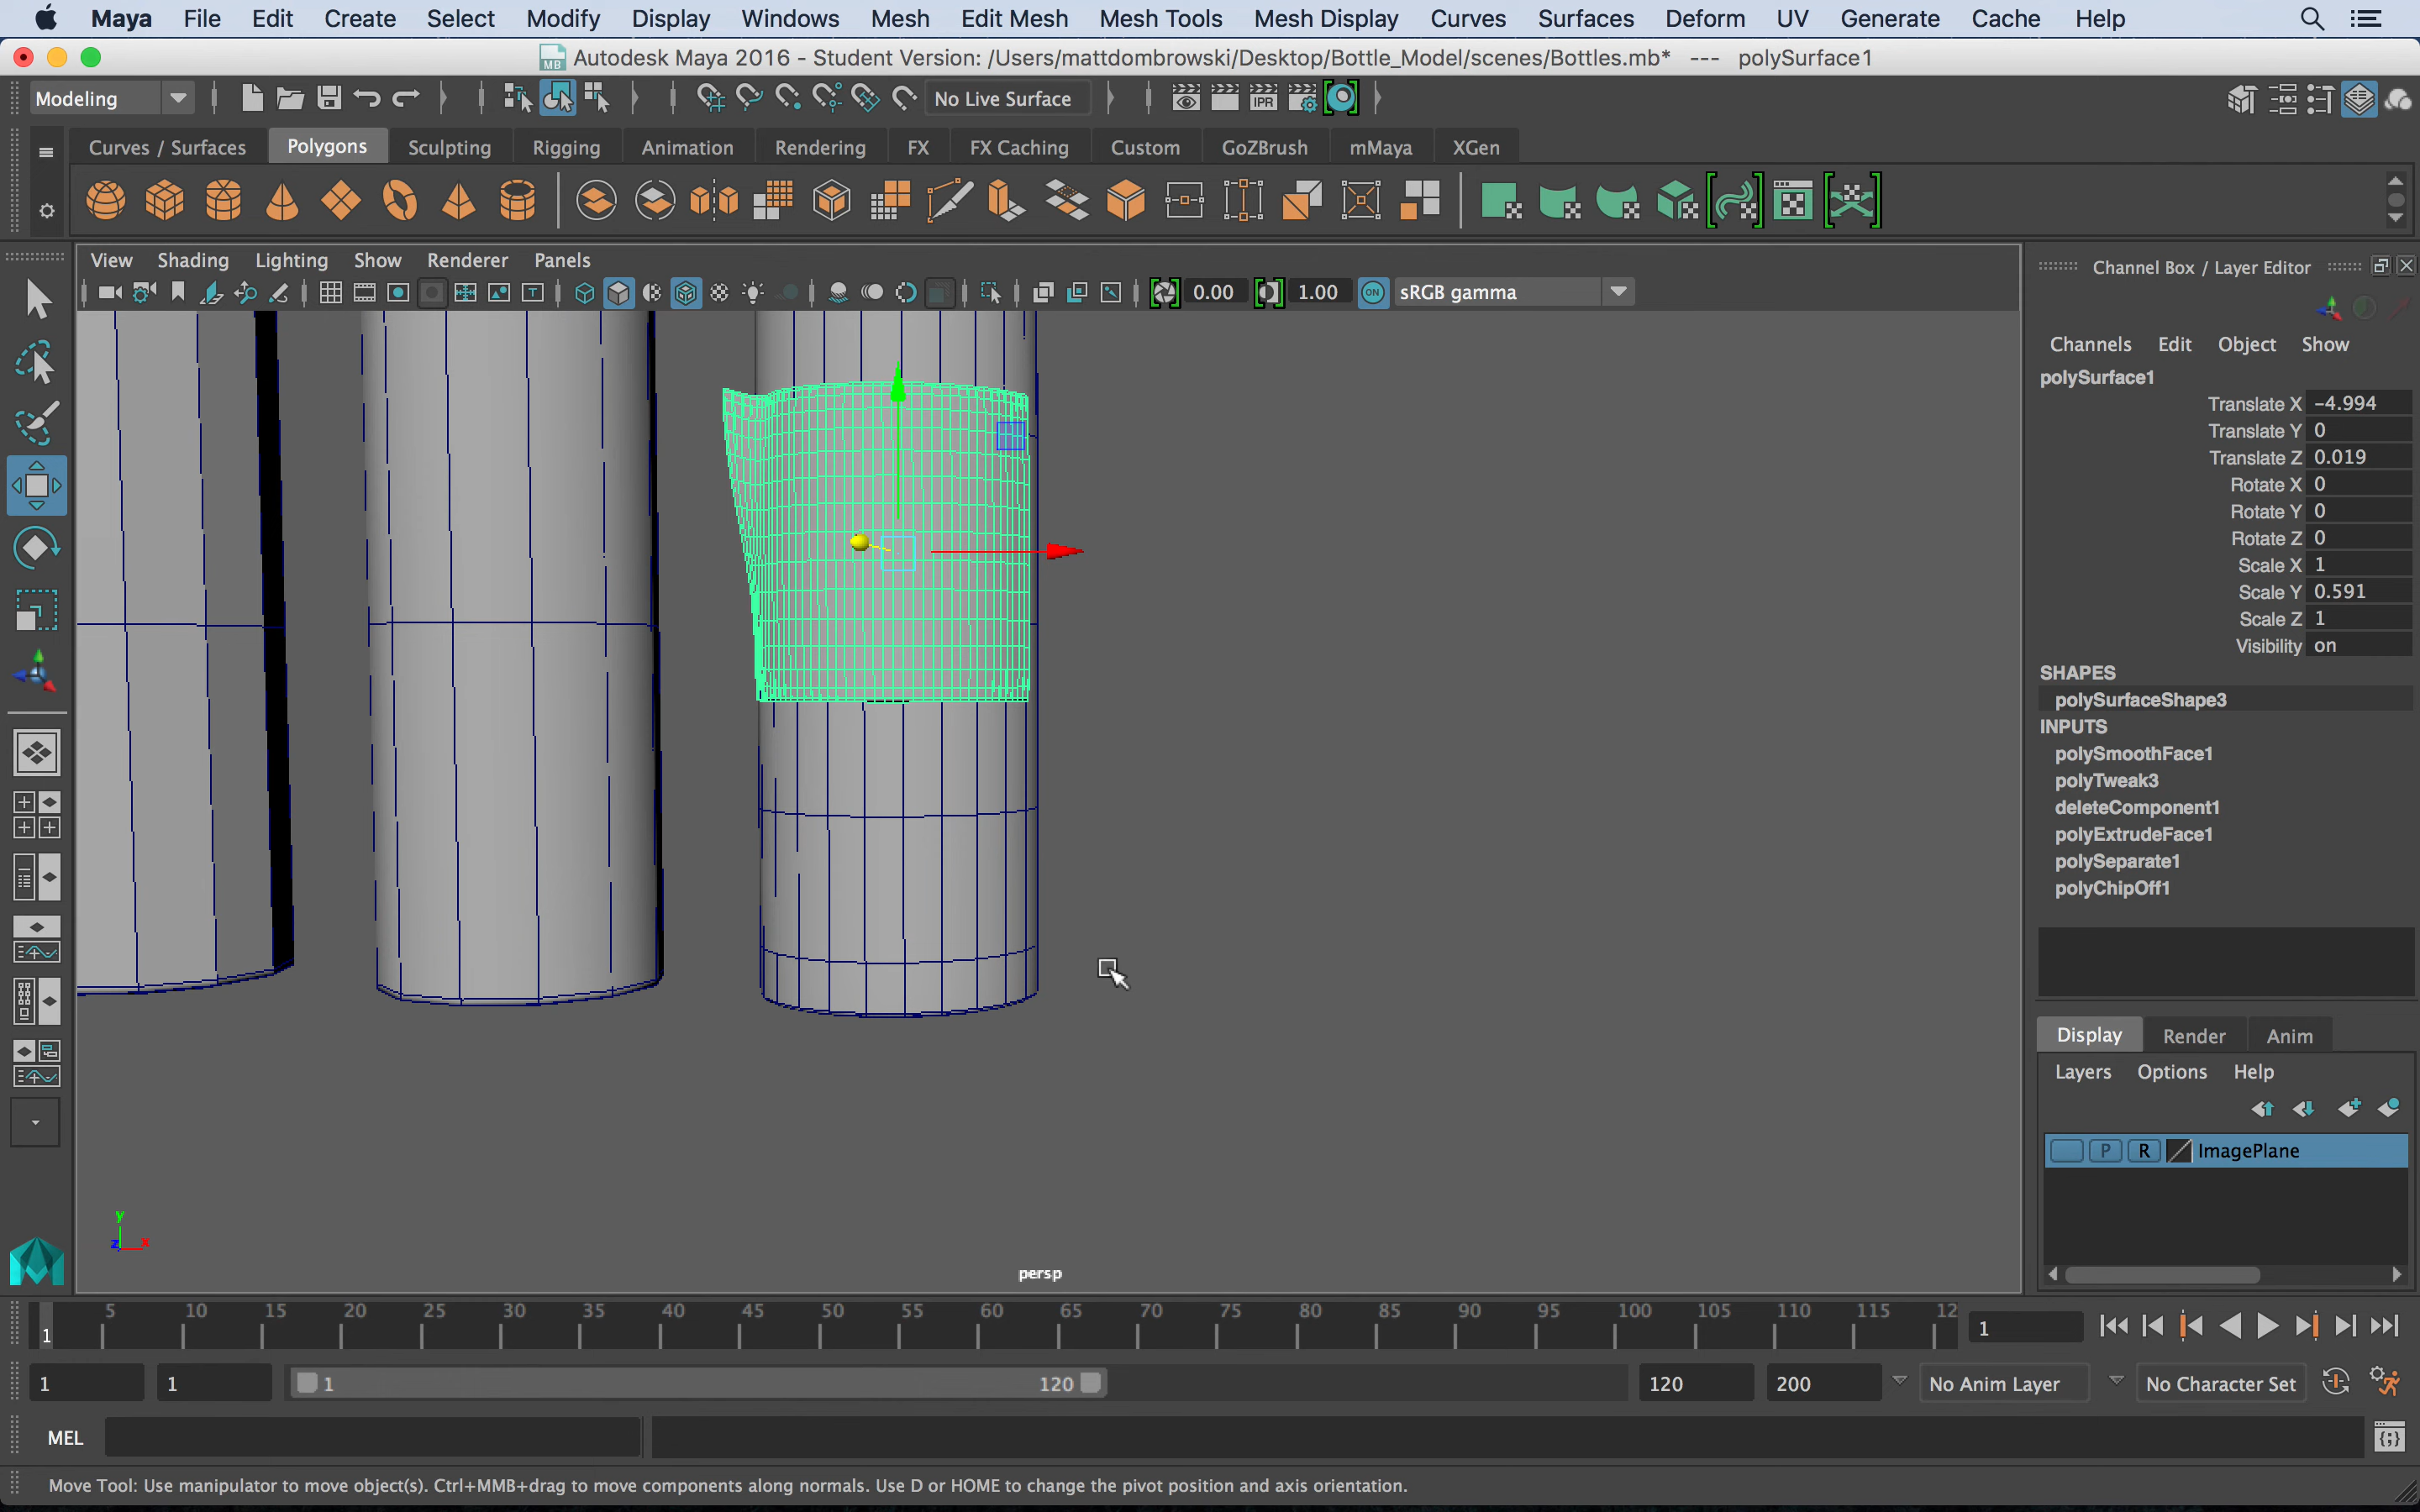 Maya File Edit Create Select Modify Display Windows Mesh Edit Mesh Mesh Tools Mesh Display Curves Surfaces Deform UV Generate Cache Help
MB Autodesk Maya 2016 - Student Version: /Users/mattdombrowski/Desktop/Bottle_Model/scenes/Bottles.mb* --- polySurface1
Modeling No Live Surface IPR
Curves / Surfaces Polygons Sculpting Rigging Animation Rendering FX FX Caching Custom GoZBrush mMaya XGen
View Shading Lighting Show Renderer Panels
0.00 1.00 ON sRGB gamma
Channel Box / Layer Editor
Channels Edit Object Show
polySurface1
Translate X -4.994
Translate Y 0
Translate Z 0.019
Rotate X 0
Rotate Y 0
Rotate Z 0
Scale X 1
Scale Y 0.591
Scale Z 1
Visibility on
SHAPES
polySurfaceShape3
INPUTS
polySmoothFace1
polyTweak3
deleteComponent1
polyExtrudeFace1
polySeparate1
polyChipOff1
Display Render Anim
Layers Options Help
P R ImagePlane
y
z x
persp
5 10 15 20 25 30 35 40 45 50 55 60 65 70 75 80 85 90 95 100 105 110 115 12
1 1
1 1 1 120 120 200 No Anim Layer No Character Set
MEL
Move Tool: Use manipulator to move object(s). Ctrl+MMB+drag to move components along normals. Use D or HOME to change the pivot position and axis orientation.